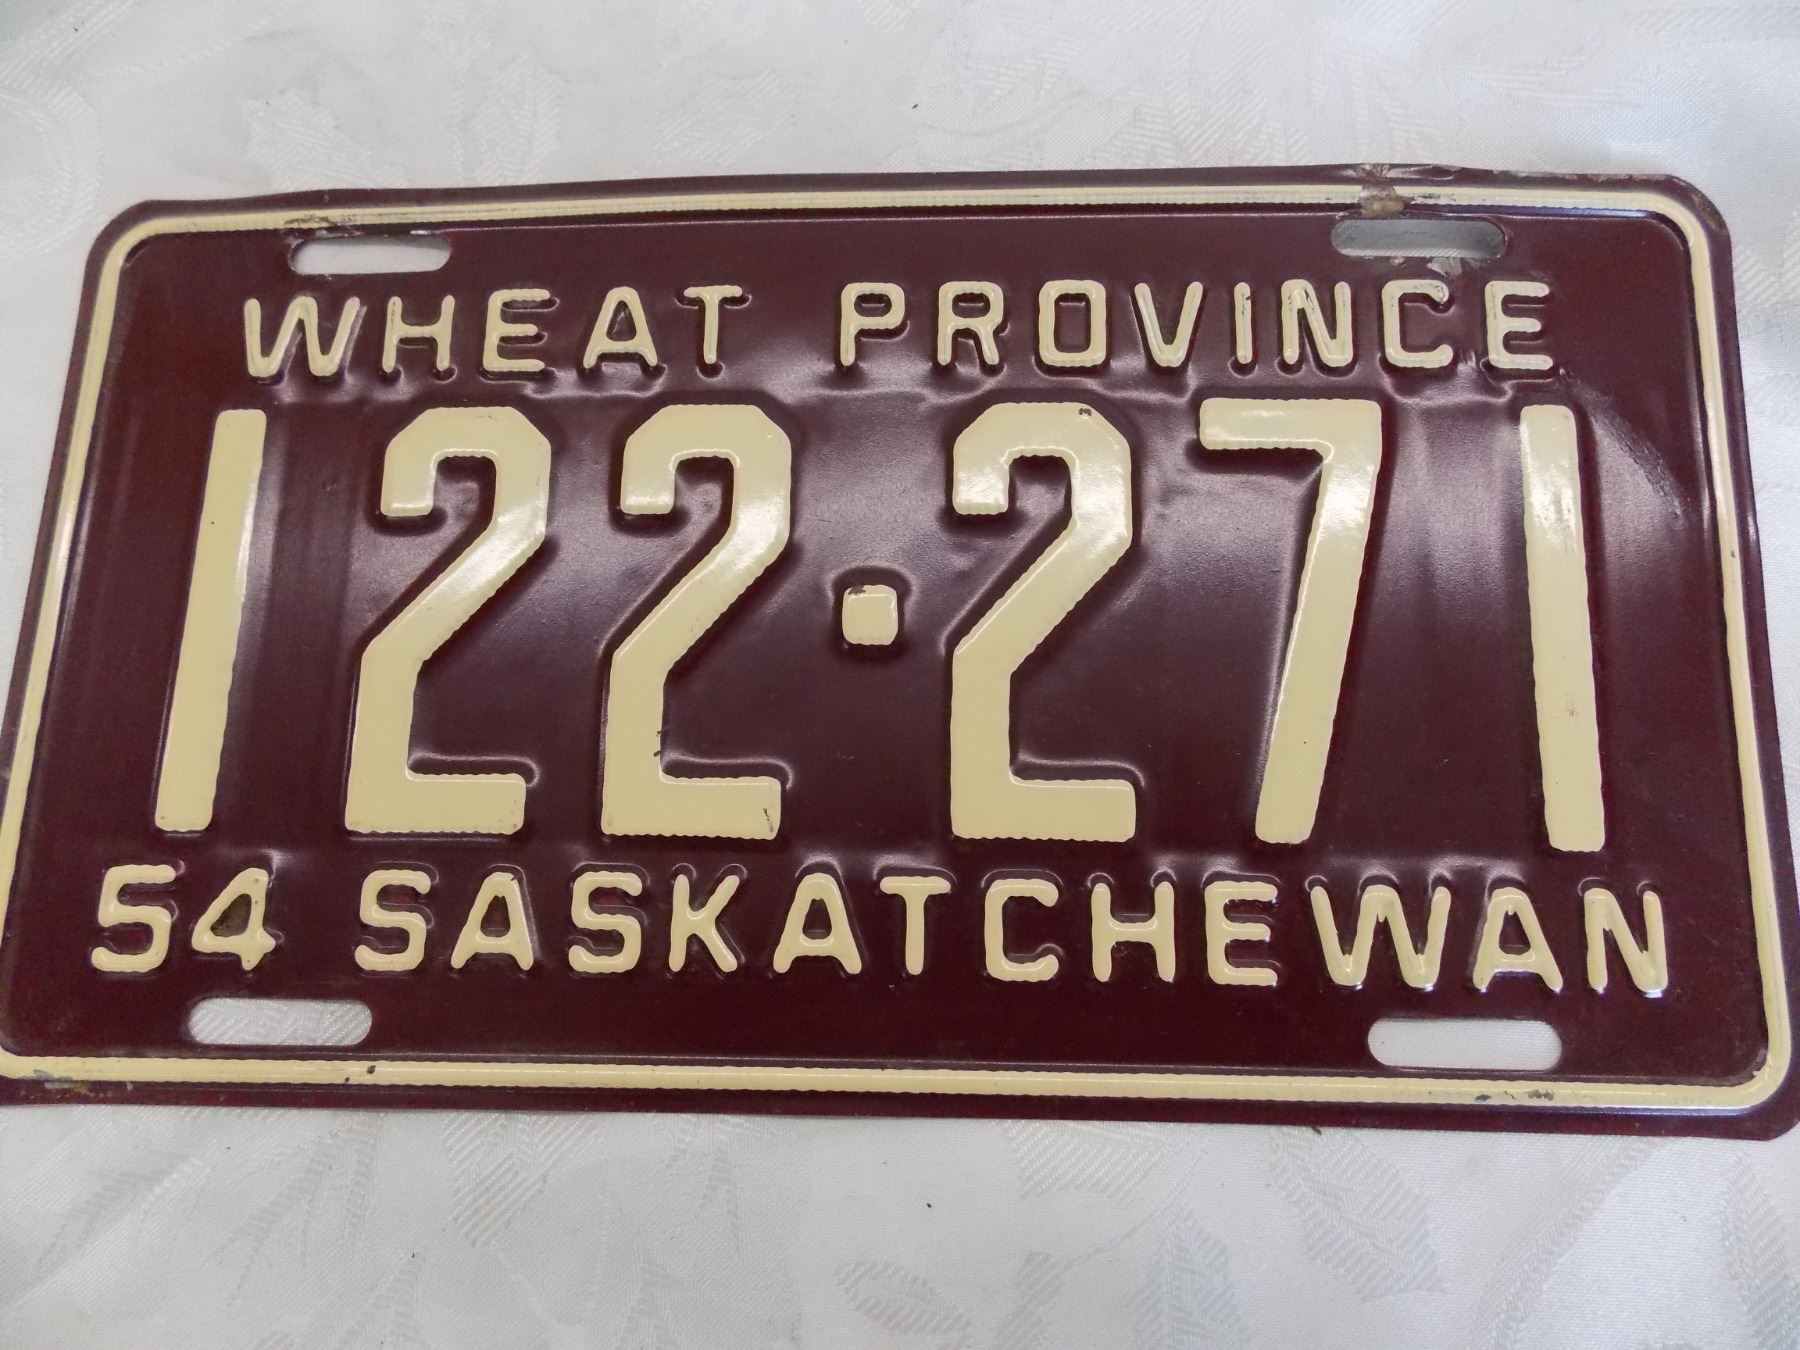 WHEAT PROVINCE
122·271
54 SASKATCHEWAN